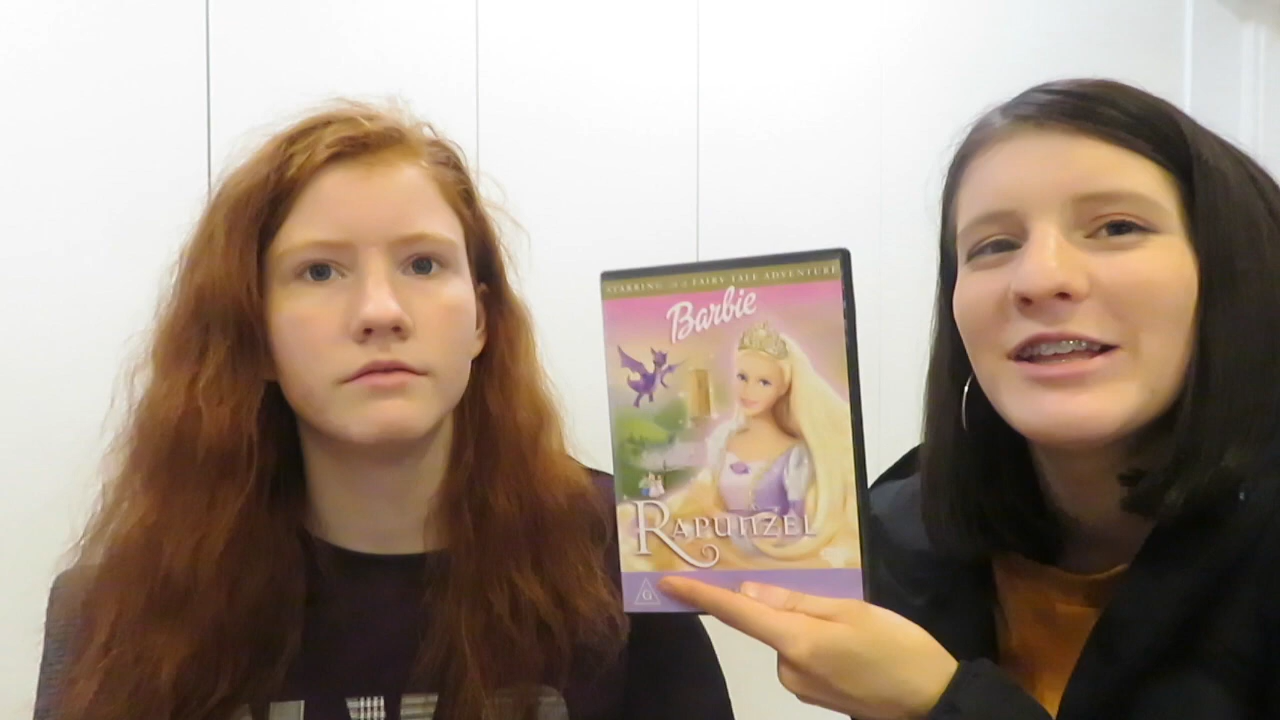 STARRING IN A FAIRY TALE ADVENTURE
Barbie
as
RAPUNZEL
G